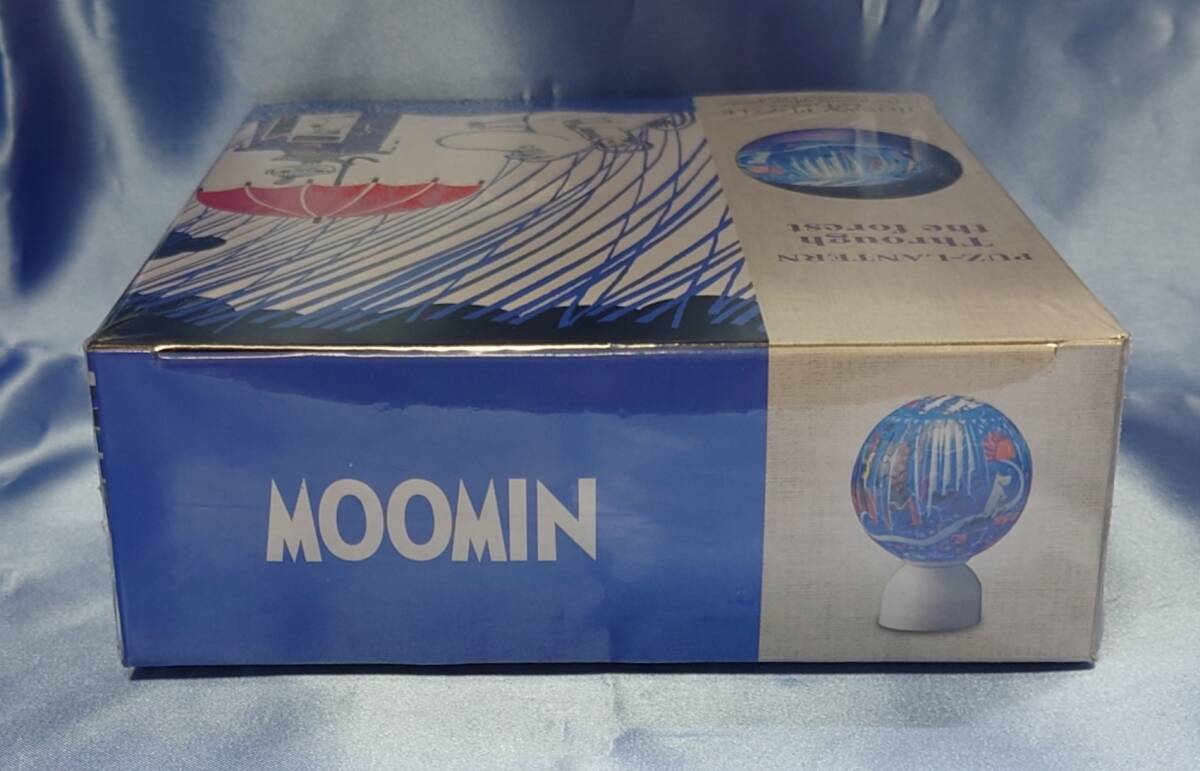 PUZ-LANTERN
Through
the forest
MOOMIN